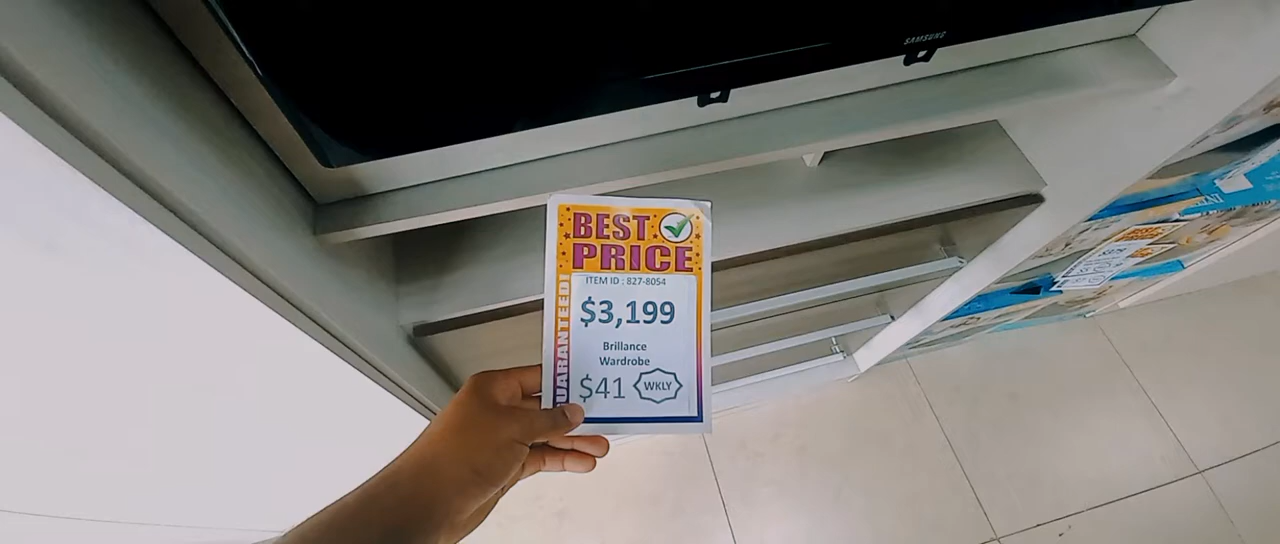 SAMSUNG
BEST
PRICE
GUARANTEED!
ITEM ID : 827-8054
$3,199
Brillance
Wardrobe
$41 WKLY